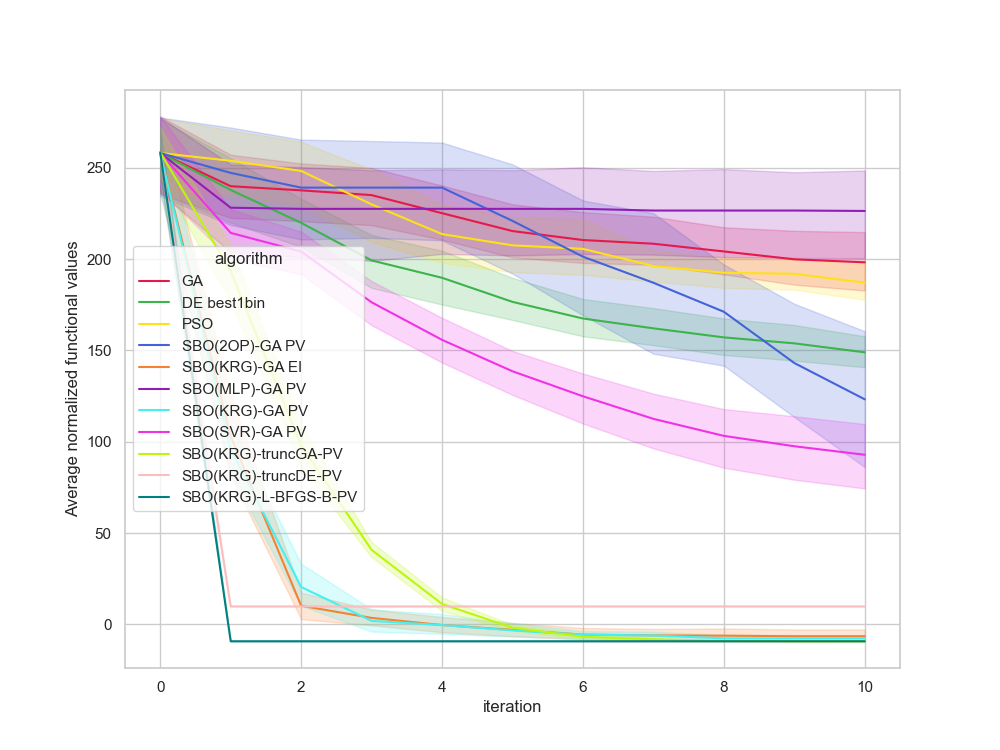 250
200
150
100
50
0
Average normalized functional values
algorithm
GA
DE best1bin
PSO
SBO(2OP)-GA PV
SBO(KRG)-GA EI
SBO(MLP)-GA PV
SBO(KRG)-GA PV
SBO(SVR)-GA PV
SBO(KRG)-truncGA-PV
SBO(KRG)-truncDE-PV
SBO(KRG)-L-BFGS-B-PV
0 2 4 6 8 10
iteration